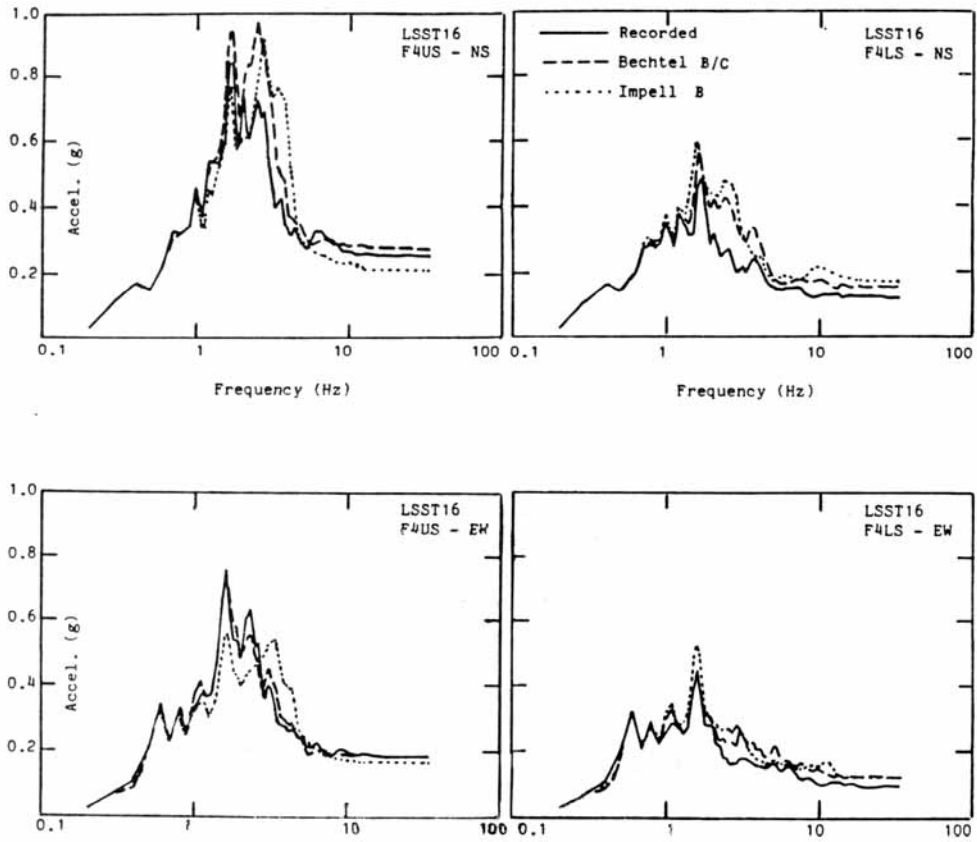 1.0
0.8
0.6
0.4
0.2
Accel. (g)
LSST16
F4US - NS
0.1
1
10
100
Frequency (Hz)
Recorded
Bechtel B/C
Impell B
LSST16
F4LS - NS
0.1
1
10
100
Frequency (Hz)
1.0
0.8
0.6
0.4
0.2
Accel. (g)
LSST16
F4US - EW
0.1
1
10
100
LSST16
F4LS - EW
0.1
1
10
100